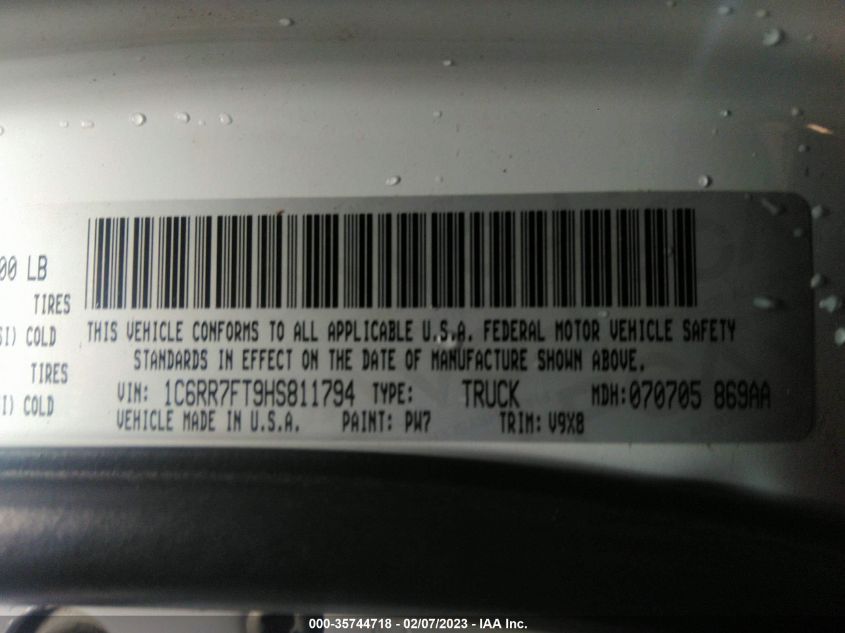 00 LB
TIRES
SI) COLD
TIRES
I) COLD
THIS VEHICLE CONFORMS TO ALL APPLICABLE U.S.A. FEDERAL MOTOR VEHICLE SAFETY
STANDARDS IN EFFECT ON THE DATE OF MANUFACTURE SHOWN ABOVE.
VIN: 1C6RR7FT9HS811794 TYPE: TRUCK MDH:070705 869AA
VEHICLE MADE IN U.S.A. PAINT: PW7 TRIM: V9X8
000-35744718 - 02/07/2023 - IAA Inc.